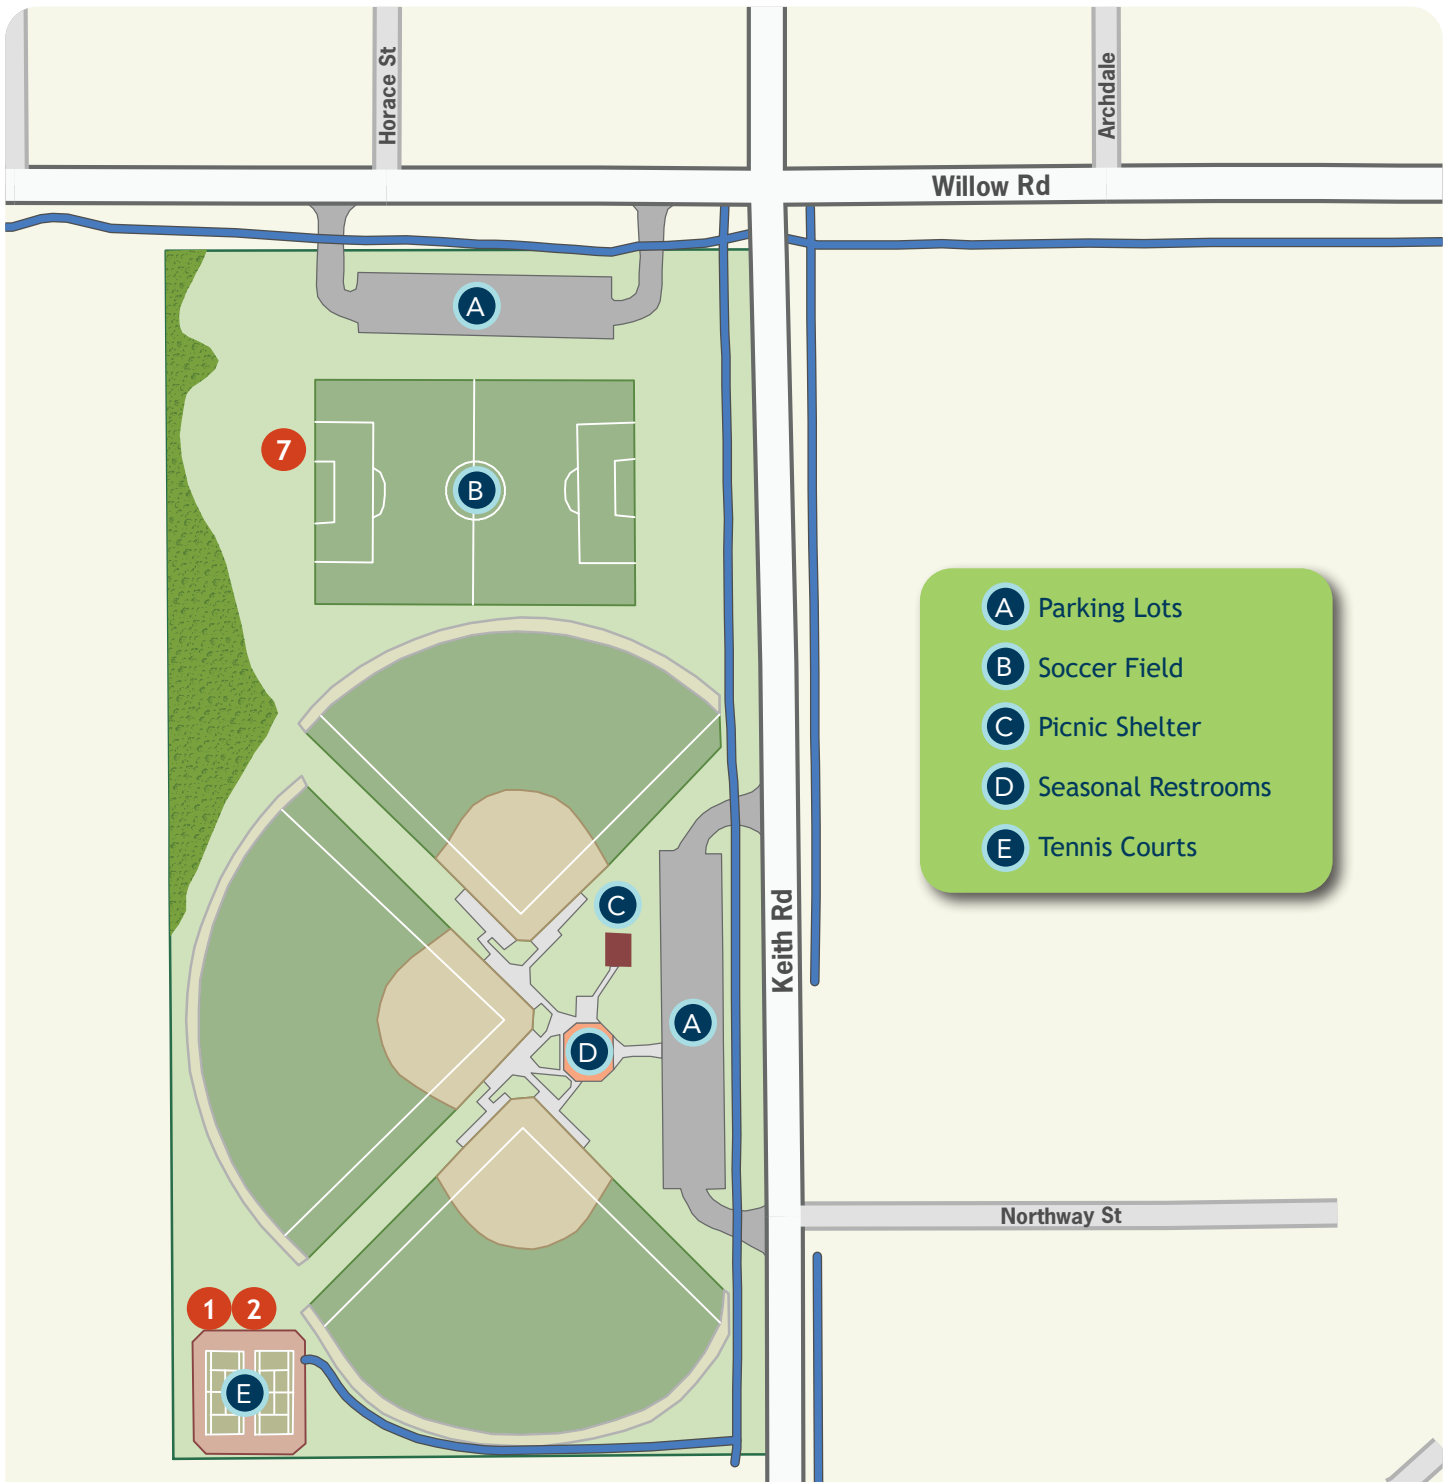 Horace St
Archdale
Willow Rd
A
7
B
A Parking Lots
B Soccer Field
C Picnic Shelter
D Seasonal Restrooms
E Tennis Courts
C
Keith Rd
A
D
Northway St
1 2
E